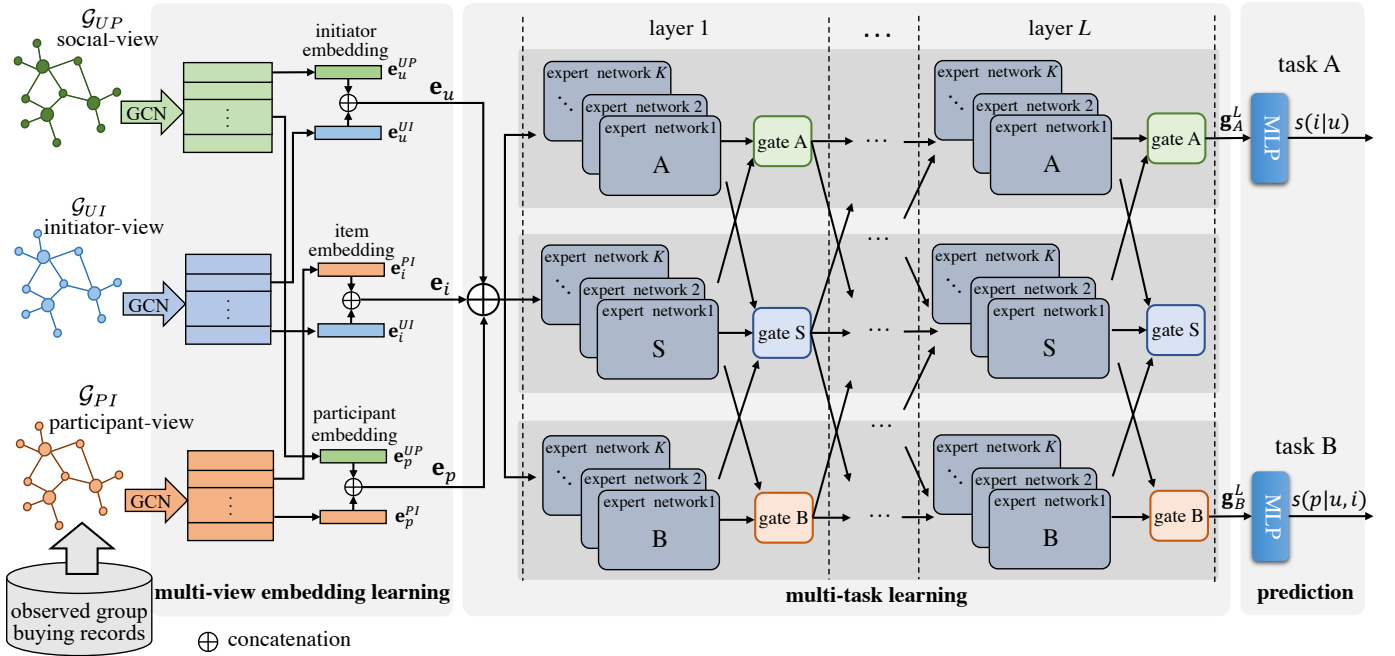 𝒢_UP
social-view
GCN
⋮
initiator
embedding
e_u^UP
e_u^UI
e_u
𝒢_UI
initiator-view
GCN
⋮
item
embedding
e_i^PI
e_i^UI
e_i
𝒢_PI
participant-view
GCN
⋮
participant
embedding
e_p^UP
e_p^PI
e_p
observed group
buying records
multi-view embedding learning
⊕ concatenation
layer 1
...
layer L
expert network K
⋱
expert network 2
expert network1
A
gate A
...
expert network K
⋱
expert network 2
expert network1
A
gate A
...
expert network K
⋱
expert network 2
expert network1
S
gate S
...
expert network K
⋱
expert network 2
expert network1
S
gate S
...
expert network K
⋱
expert network 2
expert network1
B
gate B
...
expert network K
⋱
expert network 2
expert network1
B
gate B
multi-task learning
task A
g_A^L
MLP
s(i|u)
task B
g_B^L
MLP
s(p|u, i)
prediction